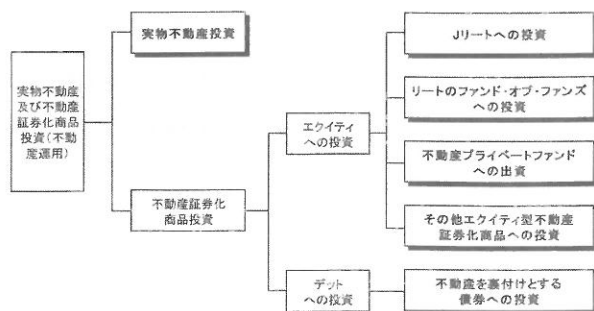 実物不動産
及び不動産
証券化商品
投資(不動
産運用)
実物不動産投資
不動産証券化
商品投資
エクイティ
への投資
デット
への投資
Jリートへの投資
リートのファンド・オブ・ファンズ
への投資
不動産プライベートファンド
への出資
その他エクイティ型不動産
証券化商品への投資
不動産を裏付けとする
債券への投資